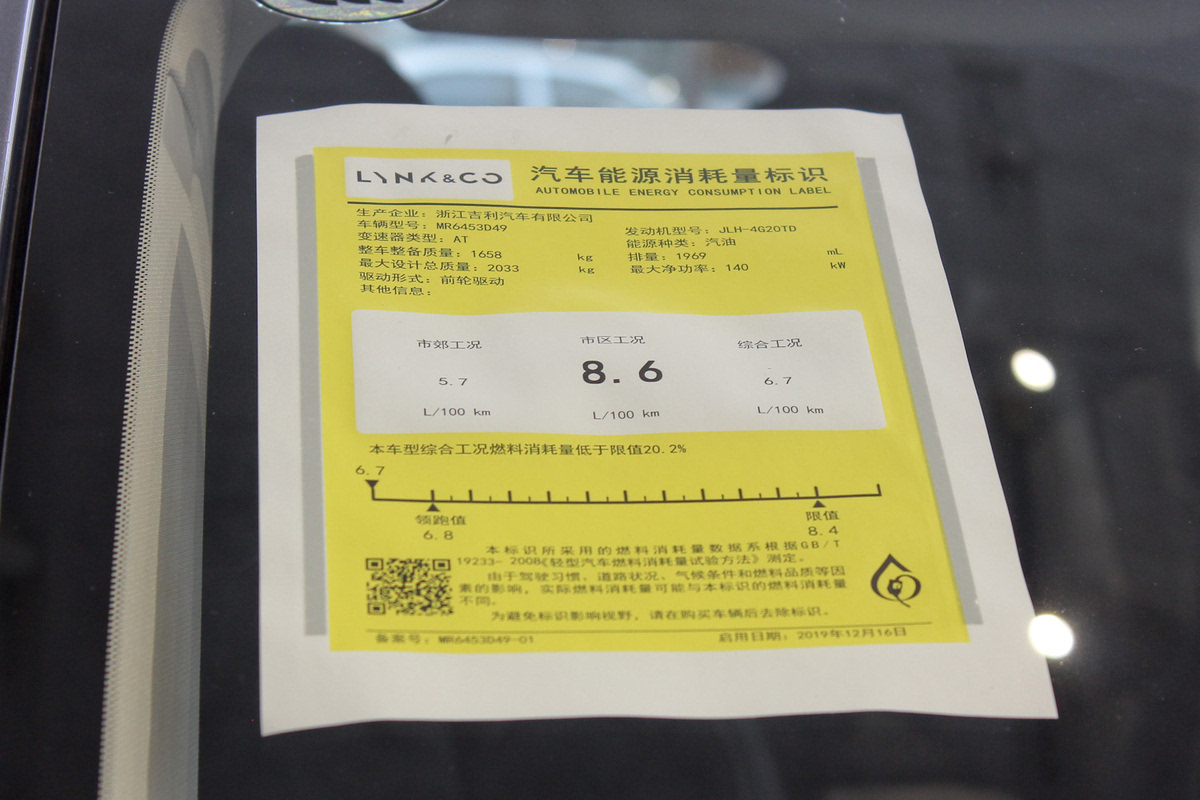 LYNK&CO
汽车能源消耗量标识
AUTOMOBILE ENERGY CONSUMPTION LABEL
生产企业：浙江吉利汽车有限公司
车辆型号：MR6453D49
发动机型号：JLH-4G20TD
变速器类型：AT
能源种类：汽油
整车整备质量：1658 kg
排量：1969 mL
最大设计总质量：2033 kg
最大净功率：140 kW
驱动形式：前轮驱动
其他信息：
市郊工况 市区工况 综合工况
5.7 8.6 6.7
L/100 km L/100 km L/100 km
本车型综合工况燃料消耗量低于限值20.2%
6.7
领跑值 限值
6.8 8.4
本标识所采用的燃料消耗量数据系根据GB/T
19233- 2008《轻型汽车燃料消耗量试验方法》测定。
由于驾驶习惯、道路状况、气候条件和燃料品质等因
素的影响，实际燃料消耗量可能与本标识的燃料消耗量
不同。
为避免标识影响视野，请在购买车辆后去除标识。
备案号：MR6453D49-01 启用日期：2019年12月16日